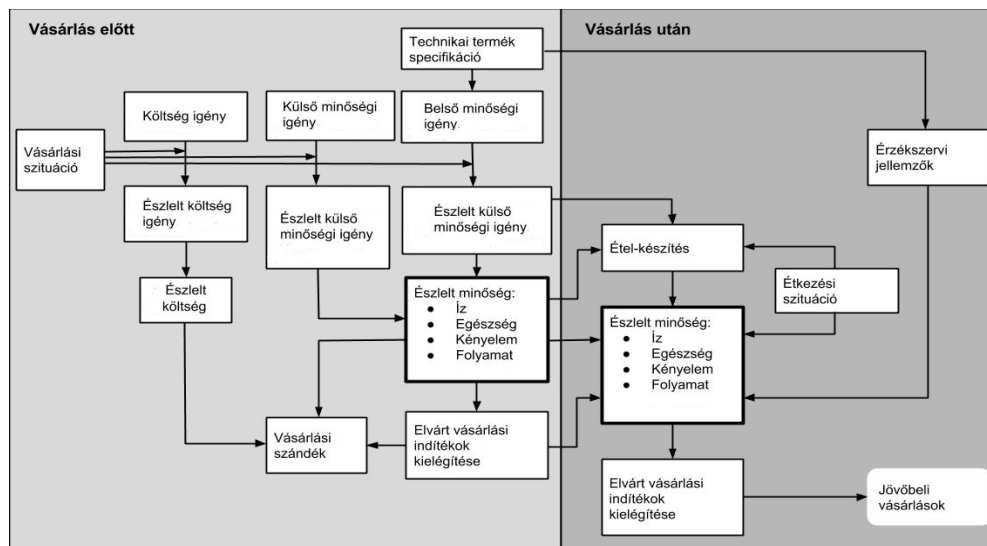 Vásárlás előtt
Vásárlás után
Technikai termék
specifikáció
Költség igény
Külső minőségi
igény
Belső minőségi
igény.
Vásárlási
szituáció
Érzékszervi
jellemzők
Észlelt költség
igény
Észlelt külső
minőségi igény
Észlelt külső
minőségi igény.
Étel-készítés
Étkezési
szituáció
Észlelt
költség
Észlelt minőség:
● Íz
● Egészség
● Kényelem
● Folyamat
Észlelt minőség:
● Íz
● Egészség
● Kényelem
● Folyamat
Vásárlási
szándék
Elvárt vásárlási
indítékok
kielégítése
Elvárt vásárlási
indítékok
kielégítése
Jövőbeli
vásárlások